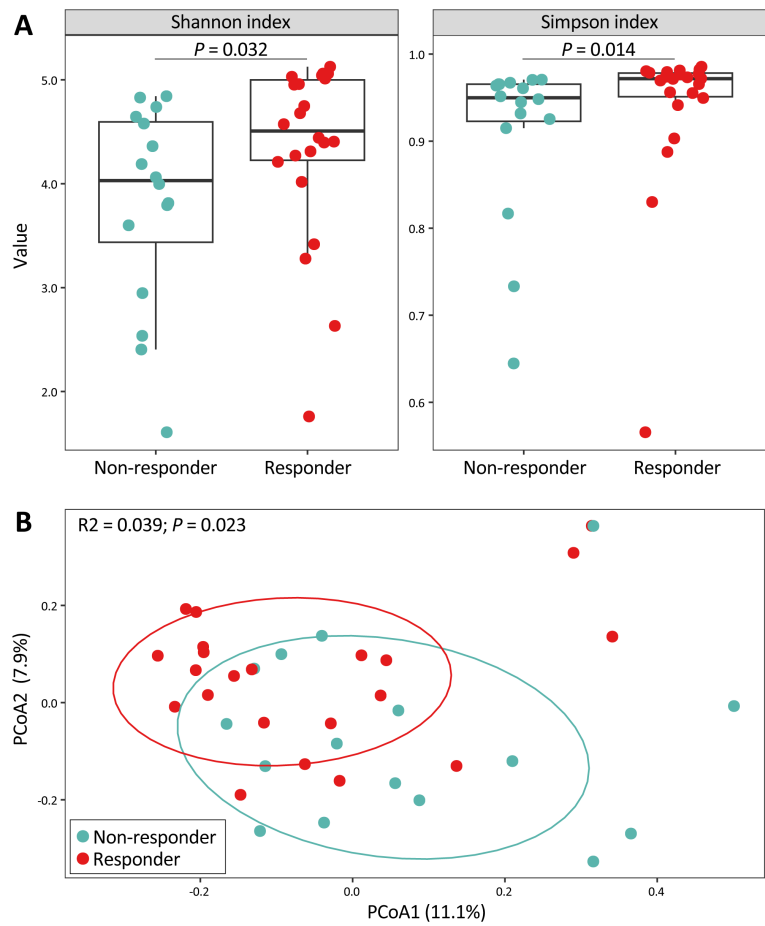 A
Shannon index
Simpson index
P = 0.032
P = 0.014
Value
5.0
4.0
3.0
2.0
1.0
0.9
0.8
0.7
0.6
Non-responder
Responder
Non-responder
Responder
B
R2 = 0.039; P = 0.023
PCoA2 (7.9%)
0.2
0.0
-0.2
Non-responder
Responder
-0.2
0.0
0.2
0.4
PCoA1 (11.1%)